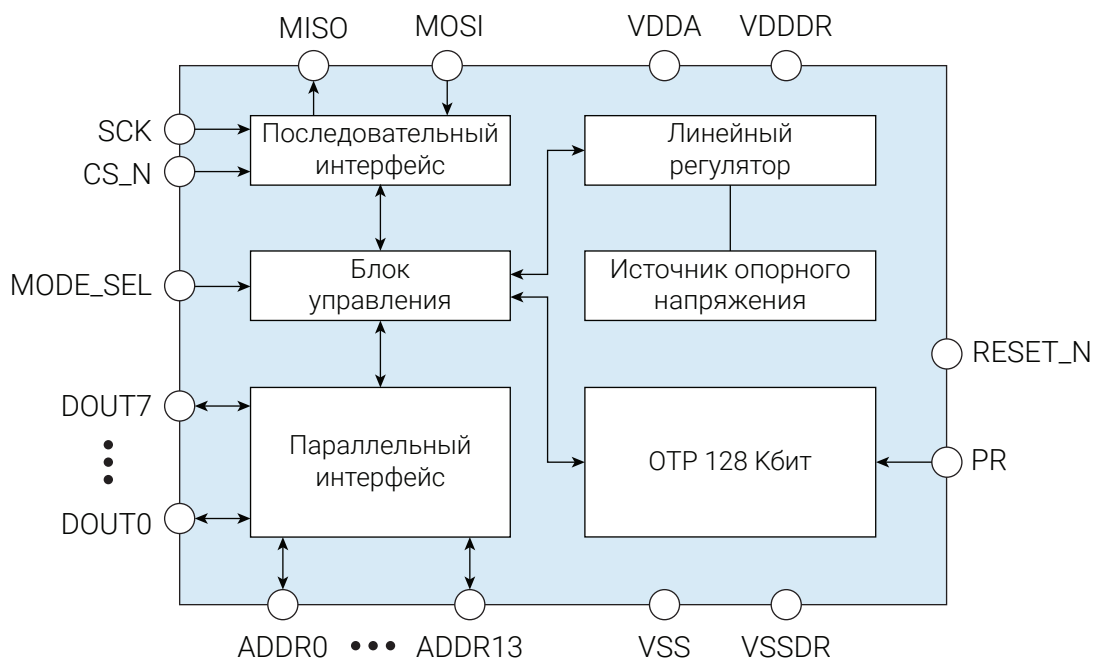 MISO
MOSI
VDDA
VDDDR
SCK
CS_N
Последовательный
интерфейс
Линейный
регулятор
MODE_SEL
Блок
управления
Источник опорного
напряжения
RESET_N
DOUT7
Параллельный
интерфейс
OTP 128 Кбит
PR
DOUT0
ADDR0 ••• ADDR13
VSS
VSSDR